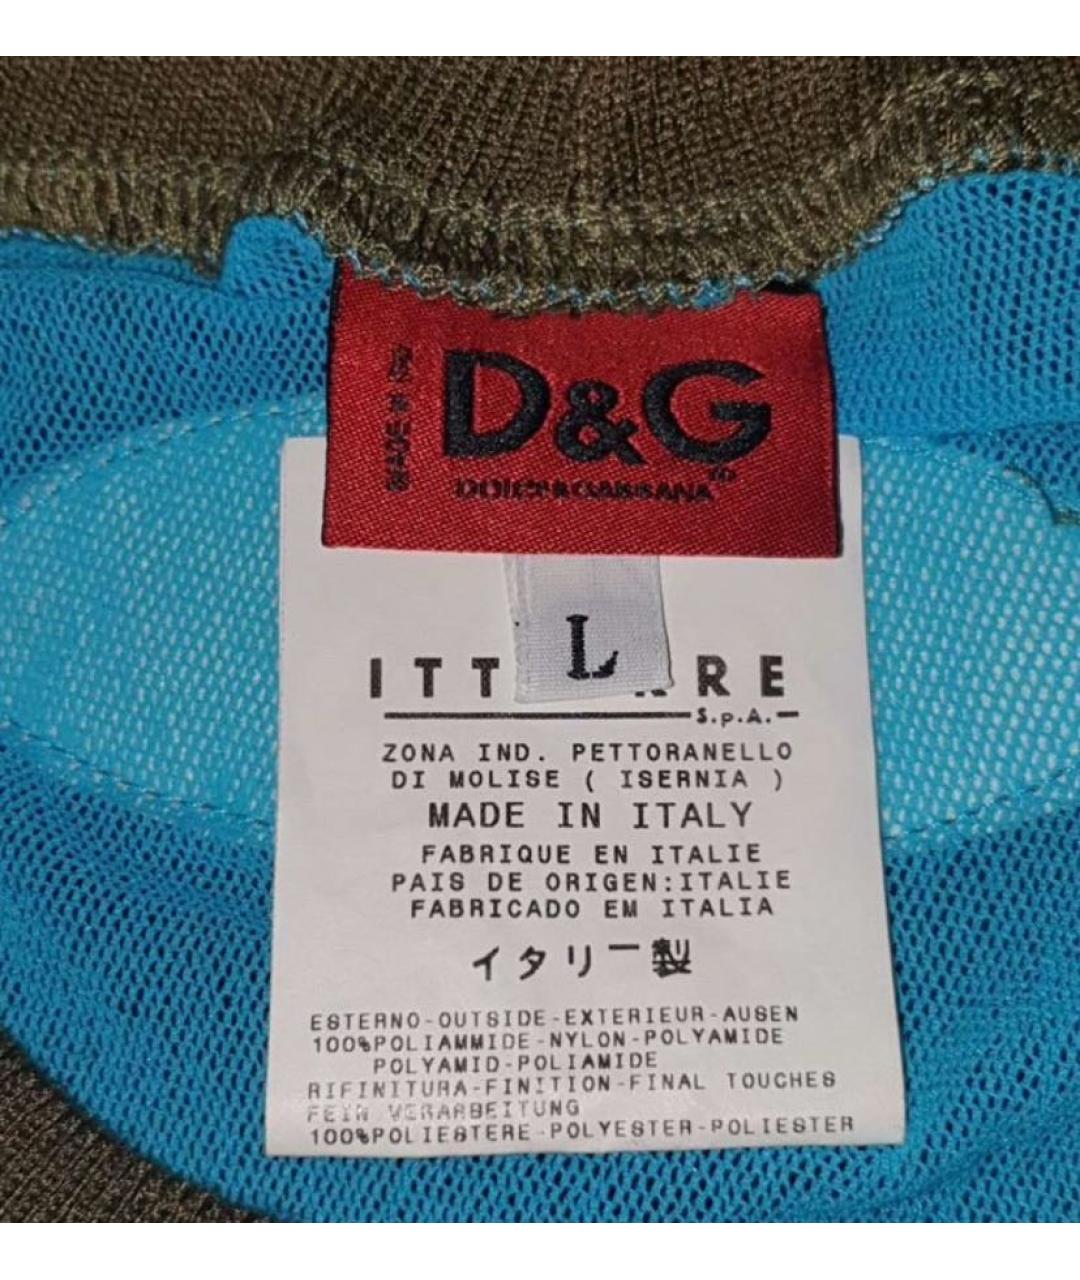 MADE IN ITALY
D&G
DOLCE & GABBANA
L
ITT RRE
S.p.A.
ZONA IND. PETTORANELLO
DI MOLISE ( ISERNIA )
MADE IN ITALY
FABRIQUE EN ITALIE
PAIS DE ORIGEN:ITALIE
FABRICADO EM ITALIA
イタリー製
ESTERNO-OUTSIDE-EXTERIEUR-AUSEN
100%POLIAMMIDE-NYLON-POLYAMIDE
POLYAMID-POLIAMIDE
RIFINITURA-FINITION-FINAL TOUCHES
FEIN VERARBEITUNG
100%POLIESTERE-POLYESTER-POLIESTER